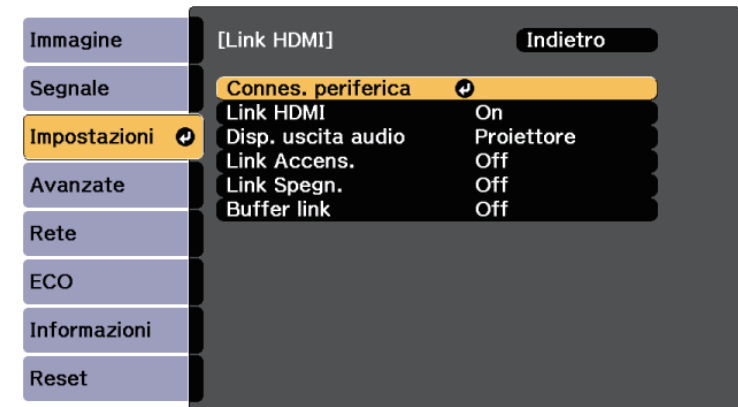 Immagine
Segnale
Impostazioni
Avanzate
Rete
ECO
Informazioni
Reset
[Link HDMI] Indietro
Connes. periferica
Link HDMI On
Disp. uscita audio Proiettore
Link Accens. Off
Link Spegn. Off
Buffer link Off